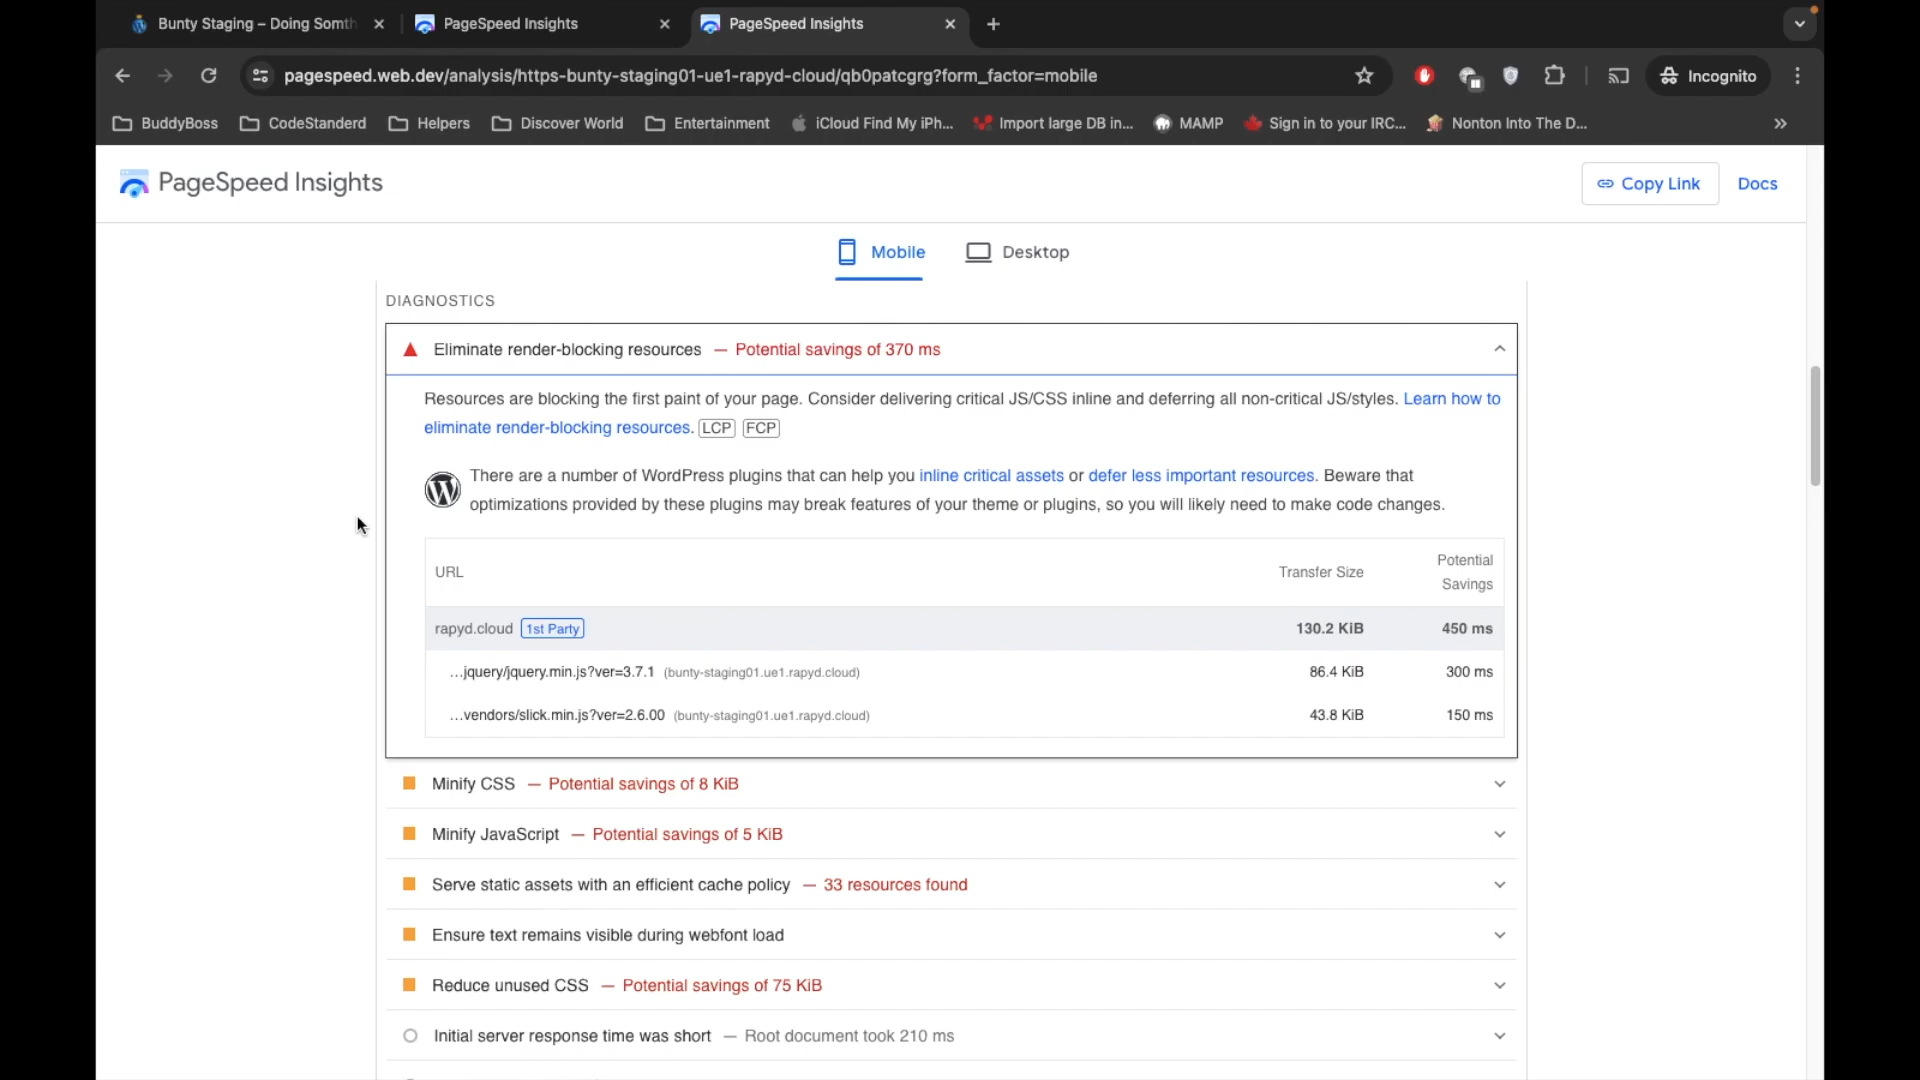 Bunty Staging – Doing Somth
PageSpeed Insights
PageSpeed Insights
pagespeed.web.dev/analysis/https-bunty-staging01-ue1-rapyd-cloud/qb0patcgrg?form_factor=mobile
Incognito
BuddyBoss
CodeStanderd
Helpers
Discover World
Entertainment
iCloud Find My iPh...
Import large DB in...
MAMP
Sign in to your IRC...
Nonton Into The D...
PageSpeed Insights
Copy Link
Docs
Mobile
Desktop
DIAGNOSTICS
Eliminate render-blocking resources — Potential savings of 370 ms
Resources are blocking the first paint of your page. Consider delivering critical JS/CSS inline and deferring all non-critical JS/styles. Learn how to
eliminate render-blocking resources. LCP FCP
There are a number of WordPress plugins that can help you inline critical assets or defer less important resources. Beware that
optimizations provided by these plugins may break features of your theme or plugins, so you will likely need to make code changes.
URL
Transfer Size
Potential
Savings
rapyd.cloud 1st Party 130.2 KiB 450 ms
…jquery/jquery.min.js?ver=3.7.1 (bunty-staging01.ue1.rapyd.cloud) 86.4 KiB 300 ms
…vendors/slick.min.js?ver=2.6.00 (bunty-staging01.ue1.rapyd.cloud) 43.8 KiB 150 ms
Minify CSS — Potential savings of 8 KiB
Minify JavaScript — Potential savings of 5 KiB
Serve static assets with an efficient cache policy — 33 resources found
Ensure text remains visible during webfont load
Reduce unused CSS — Potential savings of 75 KiB
Initial server response time was short — Root document took 210 ms